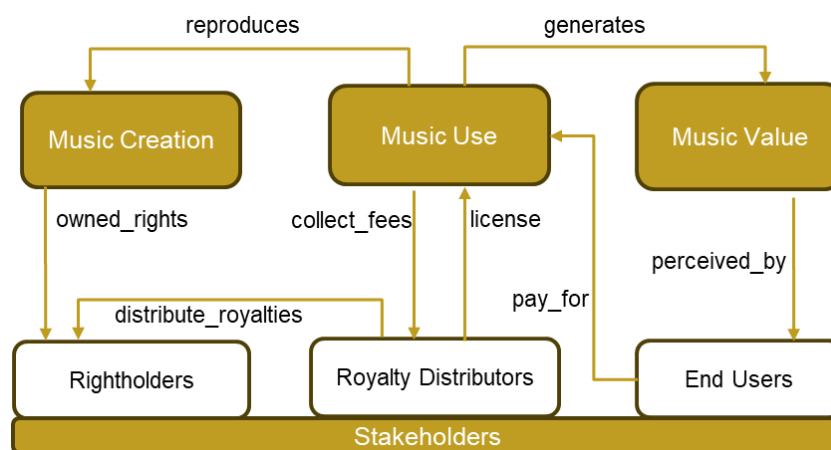 reproduces
generates
Music Creation
Music Use
Music Value
owned_rights
collect_fees
license
perceived_by
pay_for
distribute_royalties
Rightholders
Royalty Distributors
End Users
Stakeholders